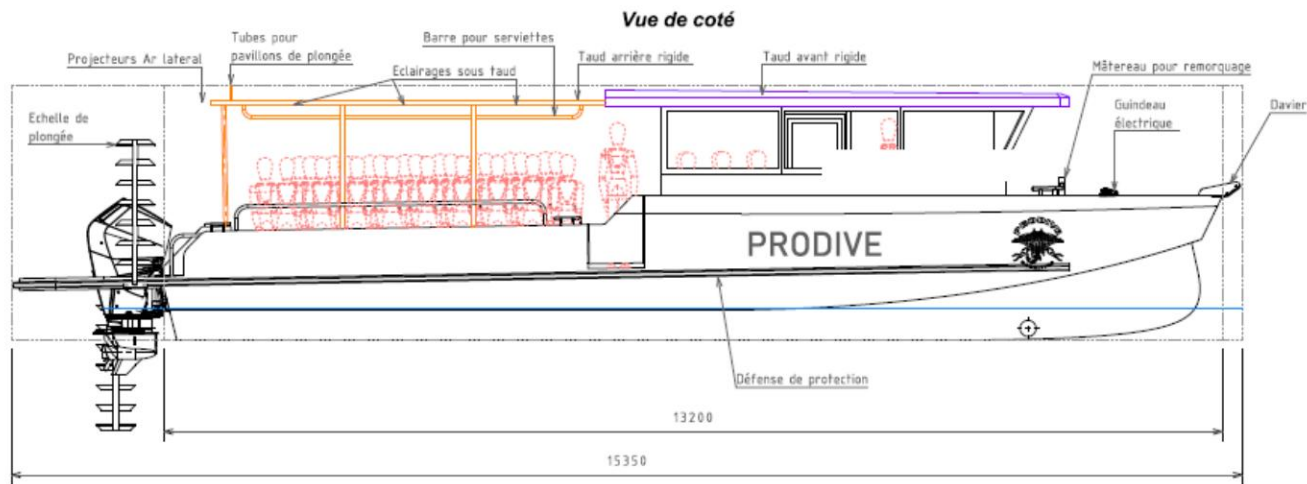 Vue de coté
Tubes pour
pavillons de plongée
Barre pour serviettes
Projecteurs Ar lateral
Eclairages sous taud
Taud arrière rigide
Taud avant rigide
Mâtereau pour remorquage
Echelle de
plongée
Guindeau
électrique
Davier
PRODIVE
PRODIVE
Défense de protection
13200
15350